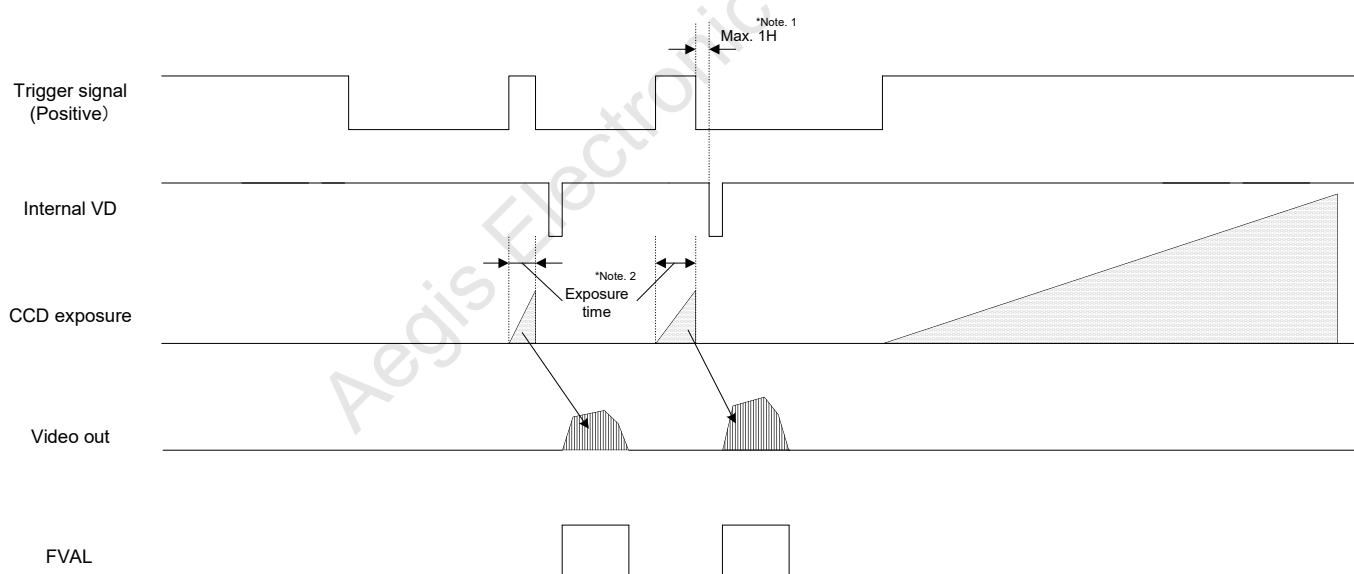 *Note. 1
Max. 1H
Trigger signal
(Positive）
Internal VD
*Note. 2
Exposure
time
CCD exposure
Video out
FVAL
Aegis Electronic